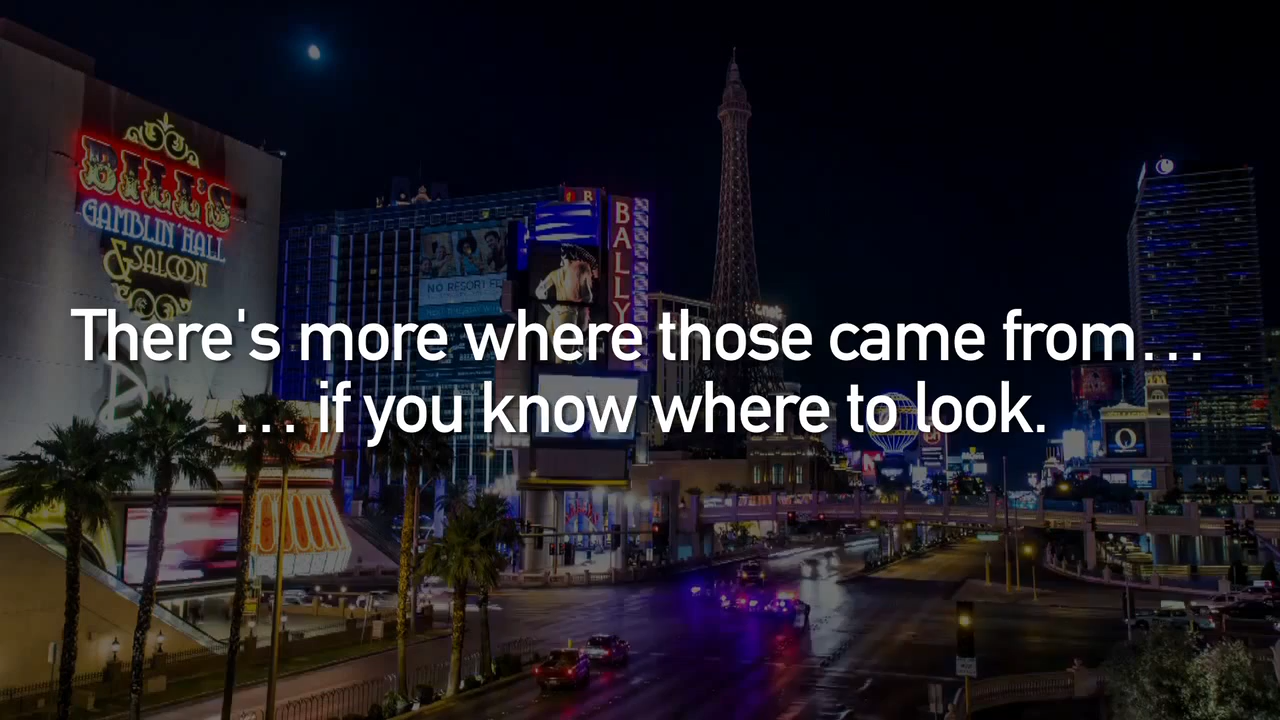 There's more where those came from...
... if you know where to look.
BILL'S
GAMBLIN' HALL
& SALOON
B
BALLY
NO RESORT FE